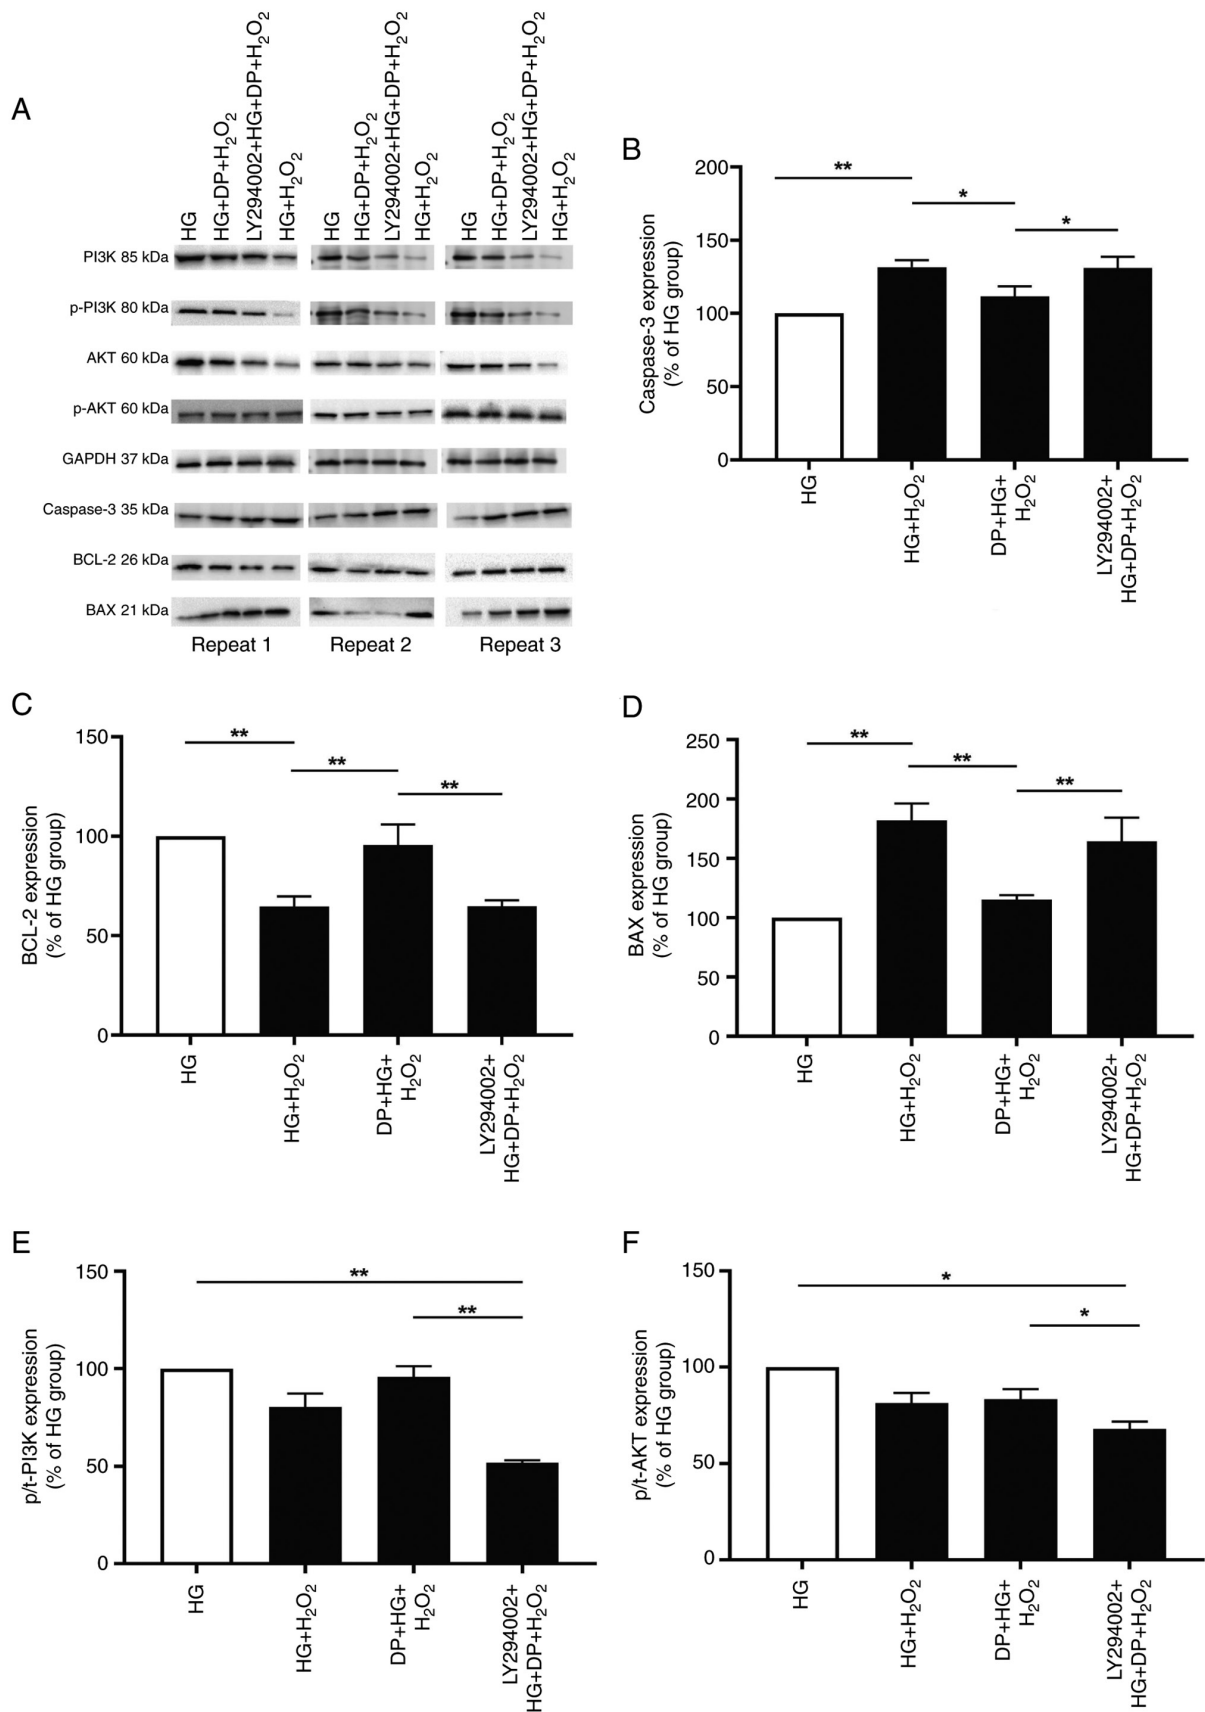 A
HG
HG+DP+H₂O₂
LY294002+HG+DP+H₂O₂
HG+H₂O₂
HG
HG+DP+H₂O₂
LY294002+HG+DP+H₂O₂
HG+H₂O₂
HG
HG+DP+H₂O₂
LY294002+HG+DP+H₂O₂
HG+H₂O₂
PI3K 85 kDa
p-PI3K 80 kDa
AKT 60 kDa
p-AKT 60 kDa
GAPDH 37 kDa
Caspase-3 35 kDa
BCL-2 26 kDa
BAX 21 kDa
Repeat 1
Repeat 2
Repeat 3
B
Caspase-3 expression
(% of HG group)
200
150
100
50
0
**
*
*
HG
HG+H₂O₂
DP+HG+
H₂O₂
LY294002+
HG+DP+H₂O₂
C
BCL-2 expression
(% of HG group)
150
100
50
0
**
**
**
HG
HG+H₂O₂
DP+HG+
H₂O₂
LY294002+
HG+DP+H₂O₂
D
BAX expression
(% of HG group)
250
200
150
100
50
0
**
**
**
HG
HG+H₂O₂
DP+HG+
H₂O₂
LY294002+
HG+DP+H₂O₂
E
p/t-PI3K expression
(% of HG group)
150
100
50
0
**
**
HG
HG+H₂O₂
DP+HG+
H₂O₂
LY294002+
HG+DP+H₂O₂
F
p/t-AKT expression
(% of HG group)
150
100
50
0
*
*
HG
HG+H₂O₂
DP+HG+
H₂O₂
LY294002+
HG+DP+H₂O₂